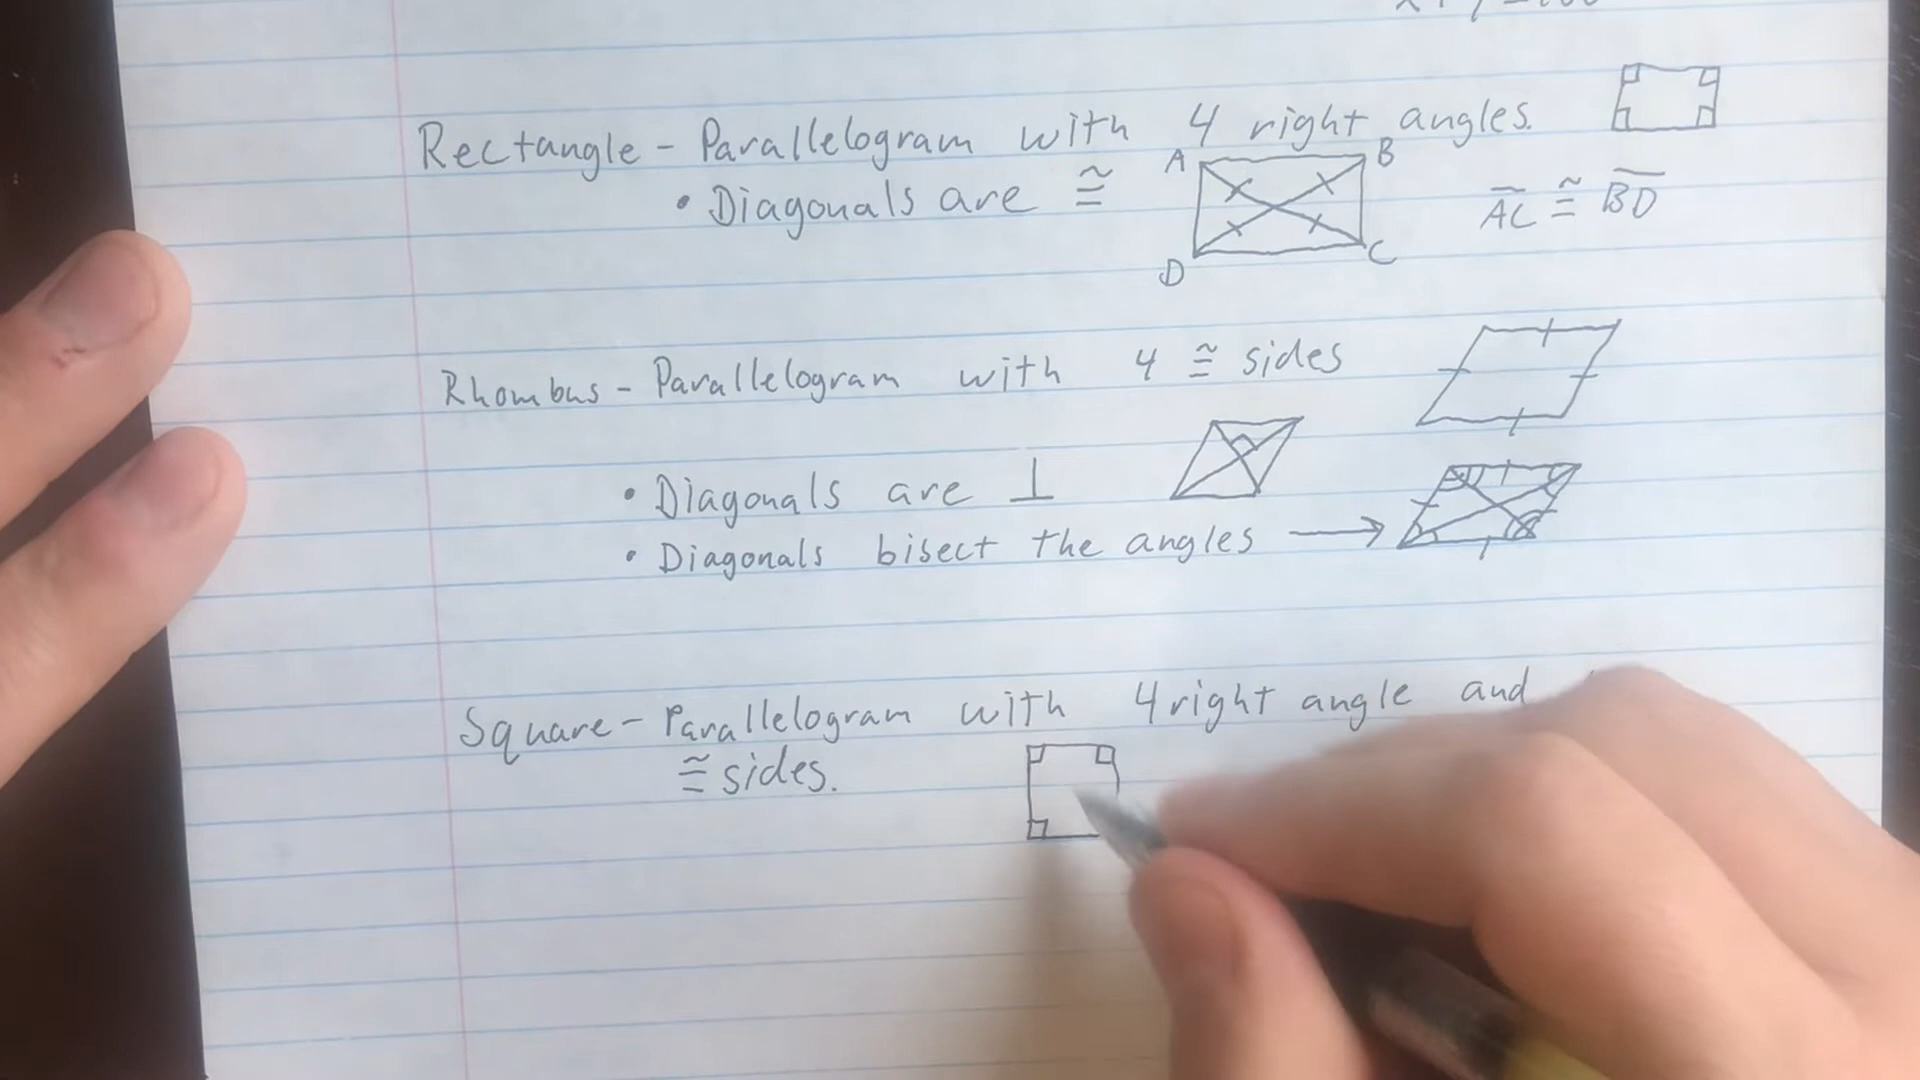 Rectangle - Parallelogram with 4 right angles.
• Diagonals are ≅ A B AC ≅ BD
D C
Rhombus - Parallelogram with 4 ≅ sides
• Diagonals are ⊥
• Diagonals bisect the angles →
Square - Parallelogram with 4 right angle and
≅ sides.